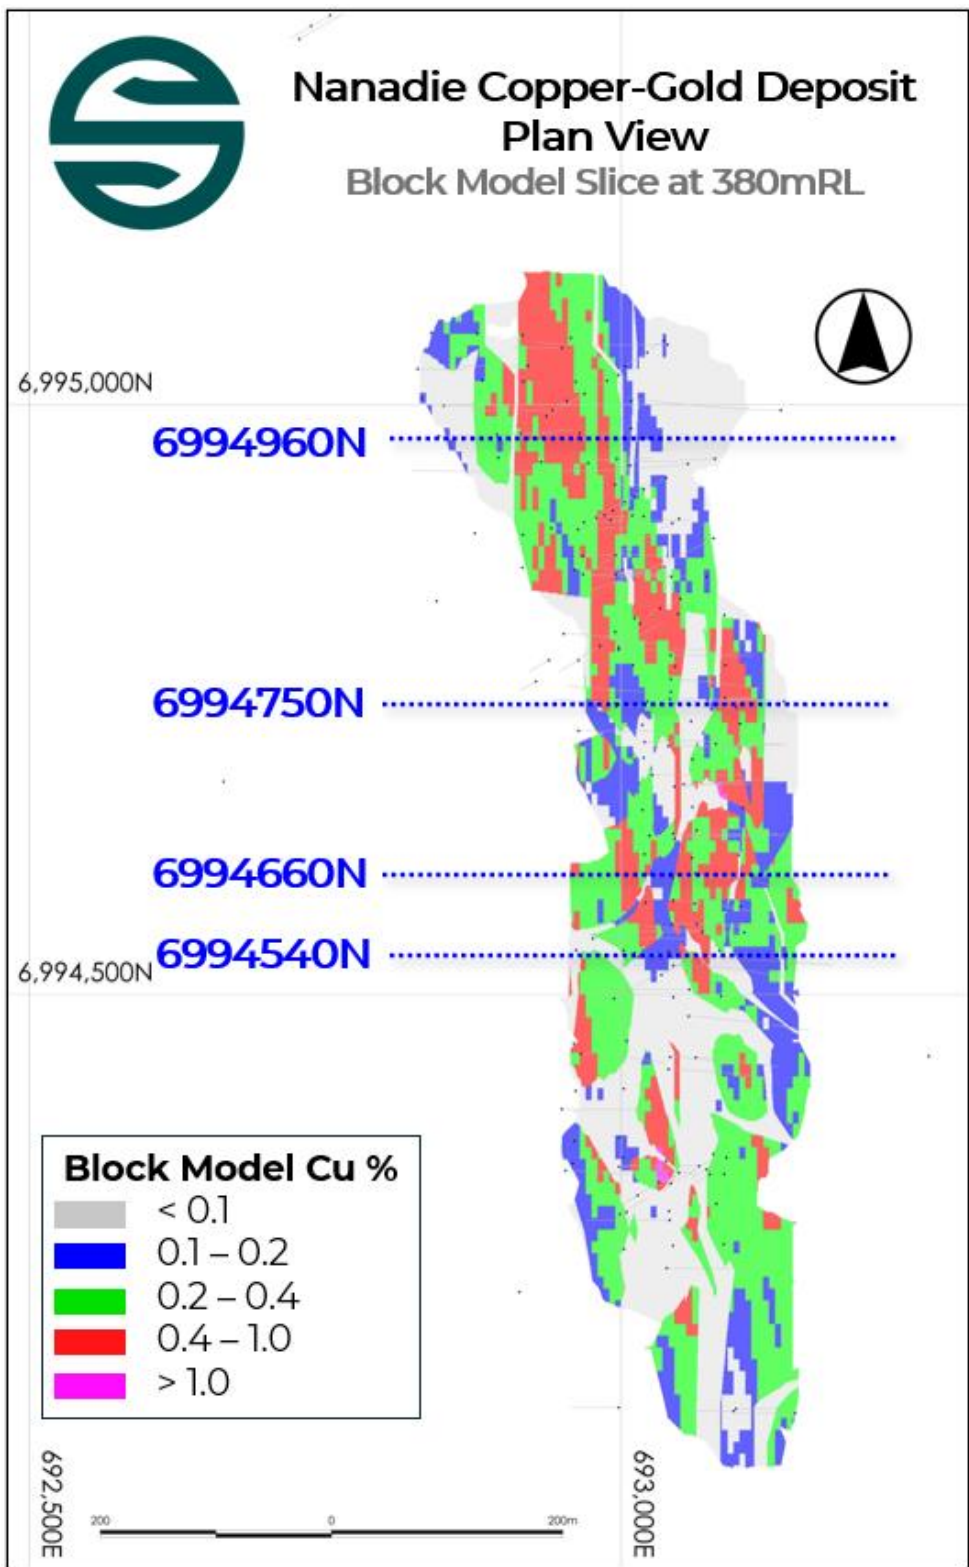 Nanadie Copper-Gold Deposit
Plan View
Block Model Slice at 380mRL
6,995,000N
6994960N
6994750N
6994660N
6994540N
6,994,500N
Block Model Cu %
< 0.1
0.1 – 0.2
0.2 – 0.4
0.4 – 1.0
> 1.0
692,500E
693,000E
200
0
200m